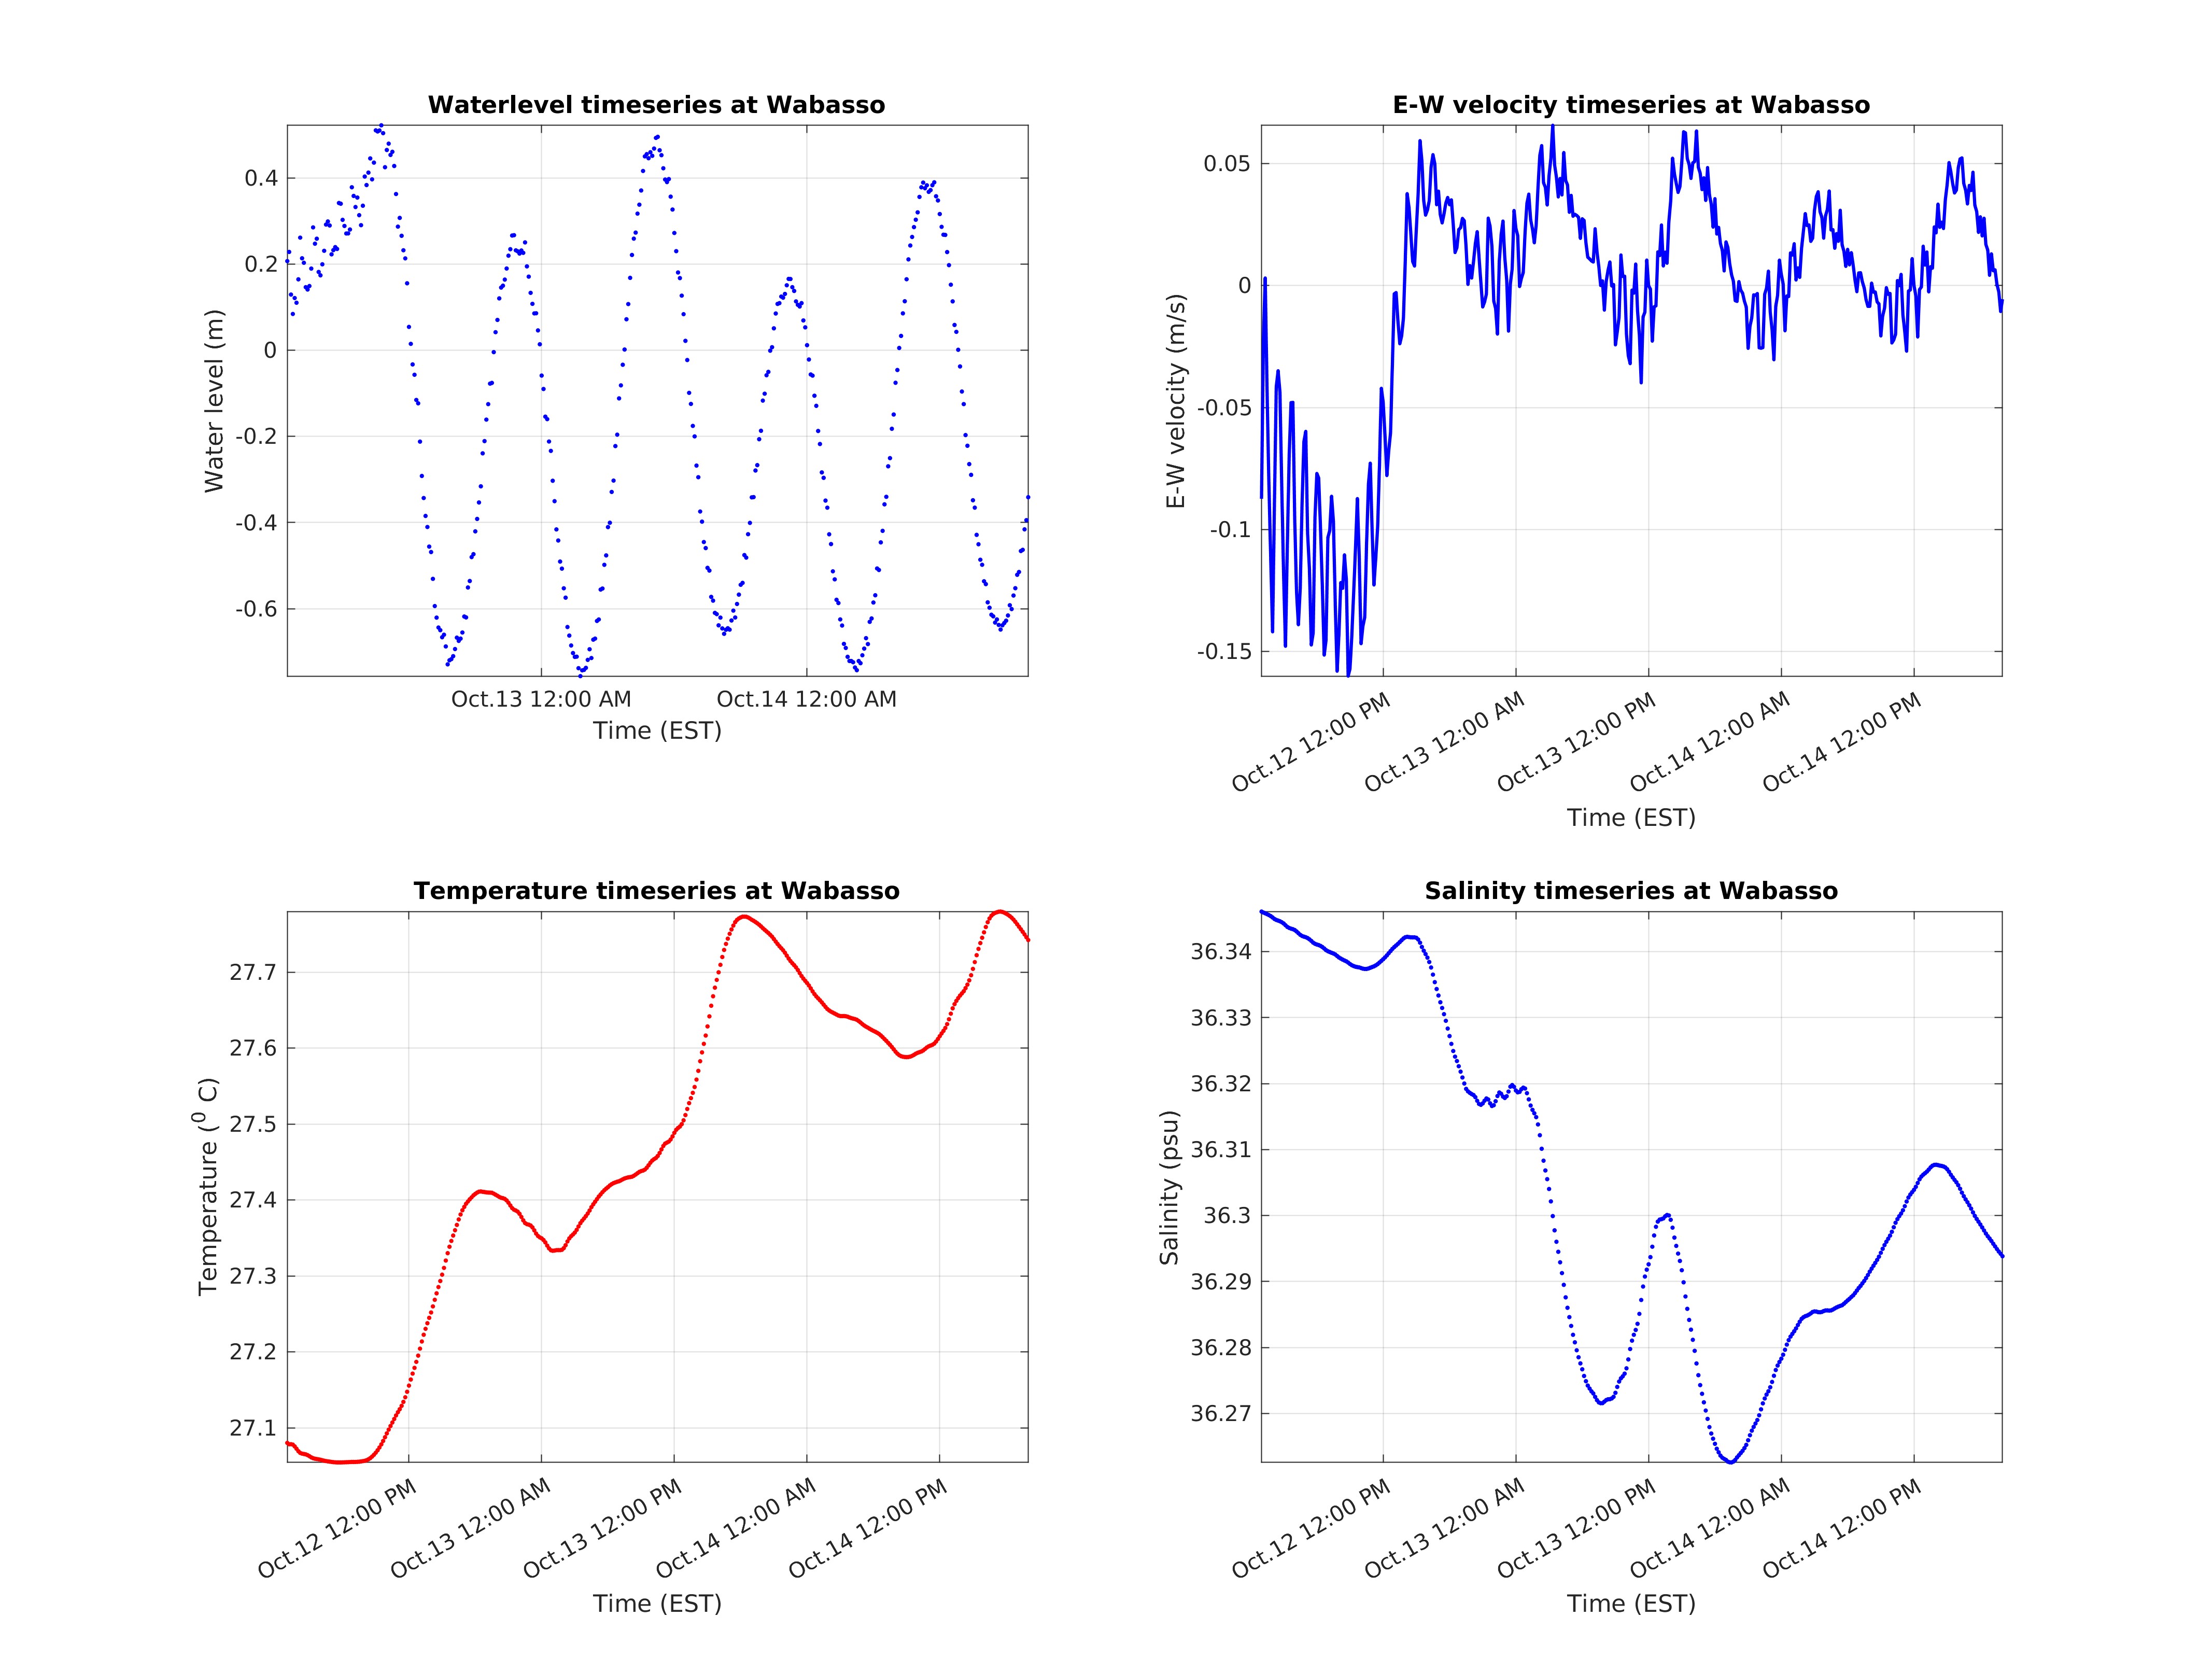 Waterlevel timeseries at Wabasso
Water level (m)
0.4
0.2
0
-0.2
-0.4
-0.6
Oct.13 12:00 AM
Oct.14 12:00 AM
Time (EST)
E-W velocity timeseries at Wabasso
E-W velocity (m/s)
0.05
0
-0.05
-0.1
-0.15
Oct.12 12:00 PM
Oct.13 12:00 AM
Oct.13 12:00 PM
Oct.14 12:00 AM
Oct.14 12:00 PM
Time (EST)
Temperature timeseries at Wabasso
Temperature (⁰ C)
27.7
27.6
27.5
27.4
27.3
27.2
27.1
Oct.12 12:00 PM
Oct.13 12:00 AM
Oct.13 12:00 PM
Oct.14 12:00 AM
Oct.14 12:00 PM
Time (EST)
Salinity timeseries at Wabasso
Salinity (psu)
36.34
36.33
36.32
36.31
36.3
36.29
36.28
36.27
Oct.12 12:00 PM
Oct.13 12:00 AM
Oct.13 12:00 PM
Oct.14 12:00 AM
Oct.14 12:00 PM
Time (EST)